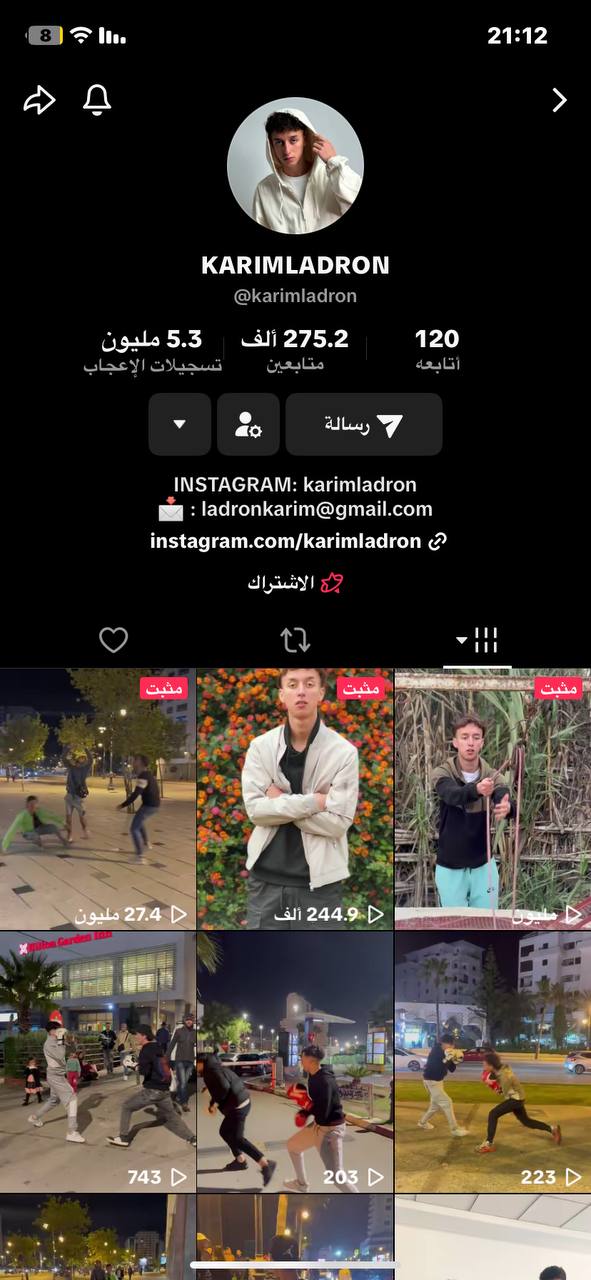 8
21:12
KARIMLADRON
@karimladron
120
أتابعه
275.2 ألف
متابعين
5.3 مليون
تسجيلات الإعجاب
رسالة
INSTAGRAM: karimladron
: ladronkarim@gmail.com
instagram.com/karimladron
الاشتراك
مثبت
مثبت
مثبت
مليون
244.9 ألف
27.4 مليون
Hilton Garden Inn
223
203
743